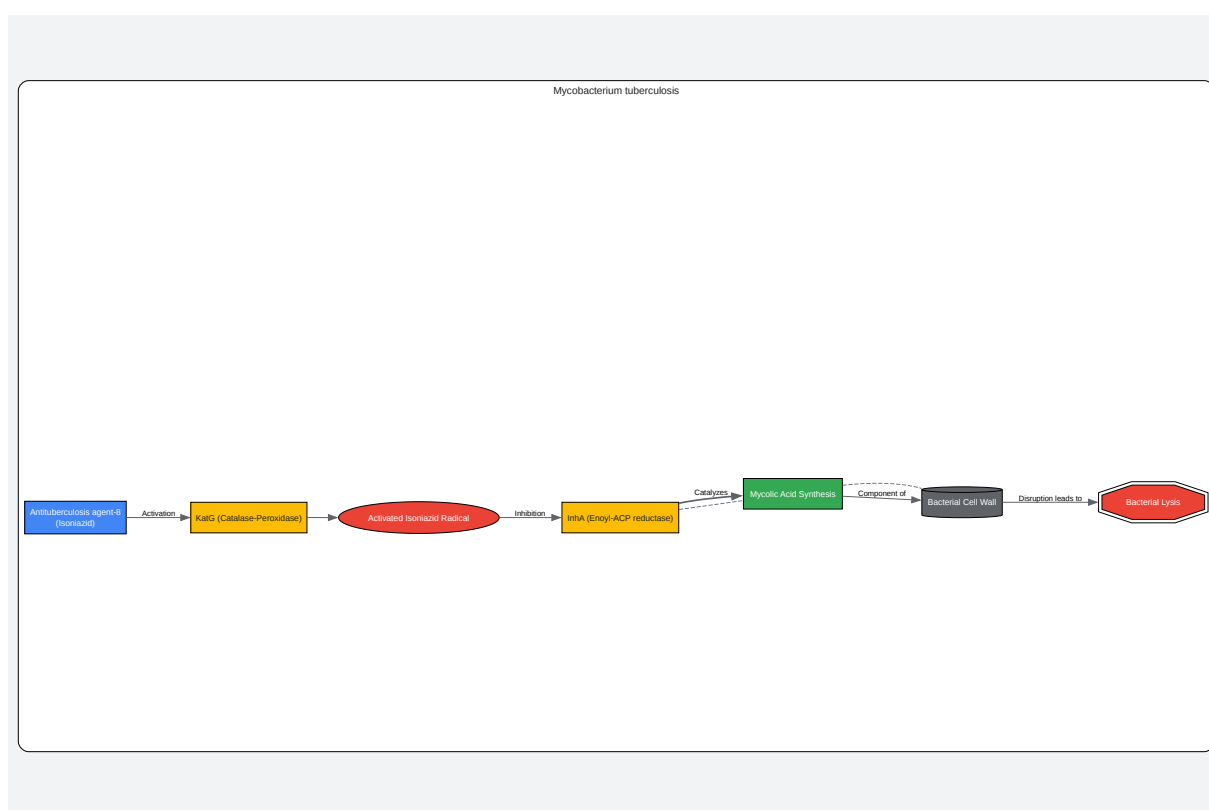 Mycobacterium tuberculosis
Antituberculosis agent-8
(Isoniazid)
Activation
KatG (Catalase-Peroxidase)
Activated Isoniazid Radical
Inhibition
InhA (Enoyl-ACP reductase)
Catalyzes
Mycolic Acid Synthesis
Component of
Bacterial Cell Wall
Disruption leads to
Bacterial Lysis